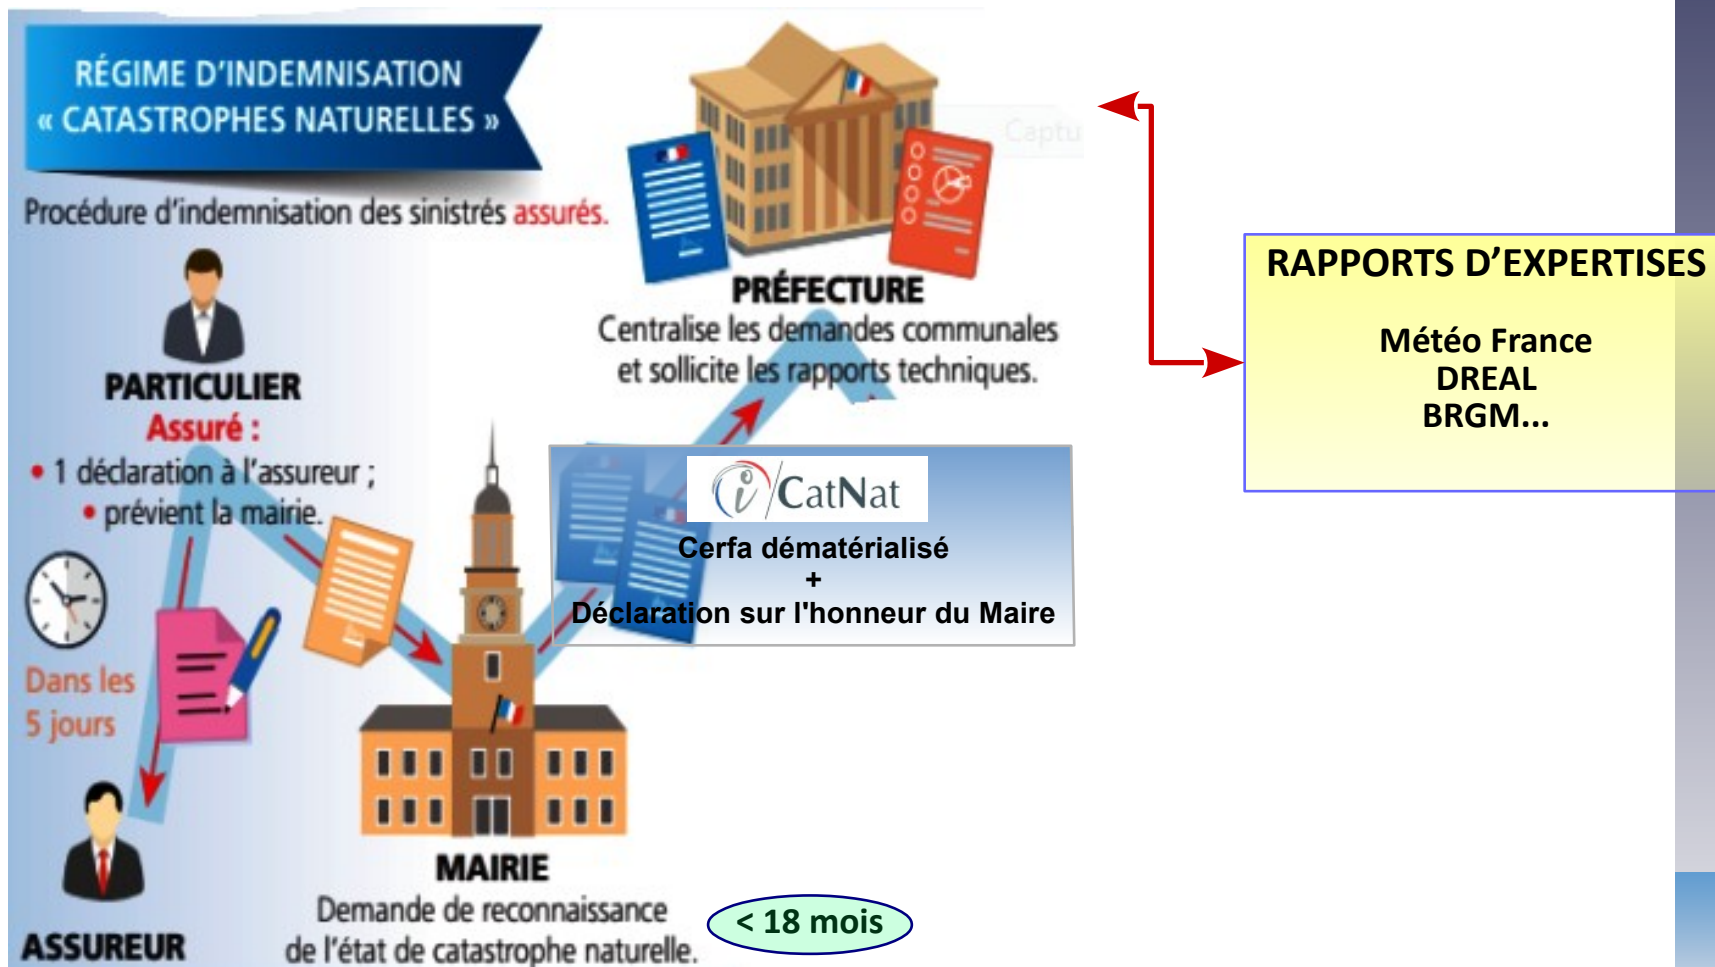 RÉGIME D'INDEMNISATION
« CATASTROPHES NATURELLES »
Procédure d'indemnisation des sinistrés assurés.
PARTICULIER
Assuré :
• 1 déclaration à l'assureur ;
• prévient la mairie.
Dans les
5 jours
ASSUREUR
MAIRIE
Demande de reconnaissance
de l'état de catastrophe naturelle.
< 18 mois
i CatNat
Cerfa dématérialisé
+
Déclaration sur l'honneur du Maire
PRÉFECTURE
Centralise les demandes communales
et sollicite les rapports techniques.
Captu
RAPPORTS D'EXPERTISES
Météo France
DREAL
BRGM...